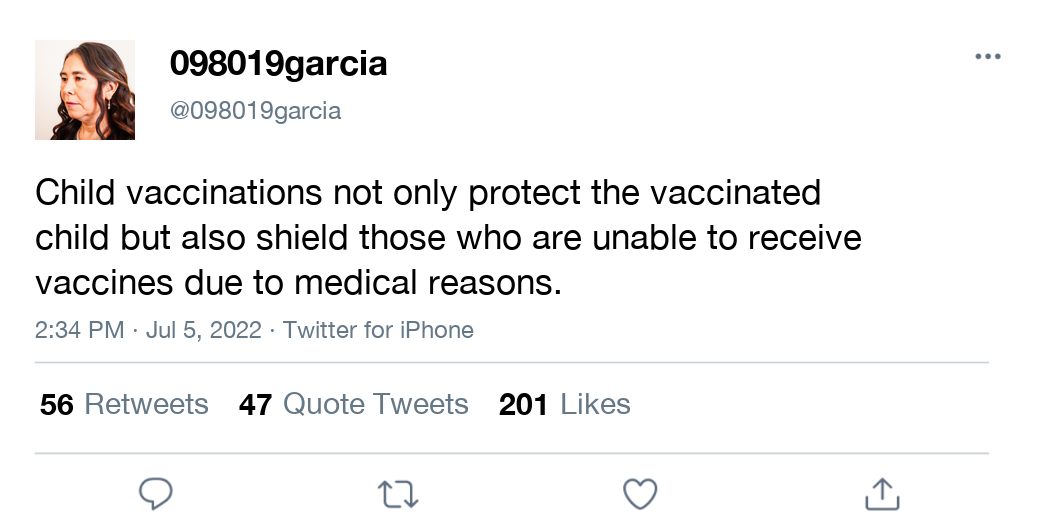 098019garcia
@098019garcia
Child vaccinations not only protect the vaccinated
child but also shield those who are unable to receive
vaccines due to medical reasons.
2:34 PM · Jul 5, 2022 · Twitter for iPhone
56 Retweets 47 Quote Tweets 201 Likes